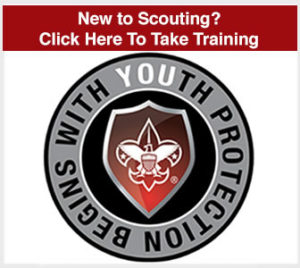 New to Scouting?
Click Here To Take Training
YOUTH PROTECTION BEGINS WITH
®